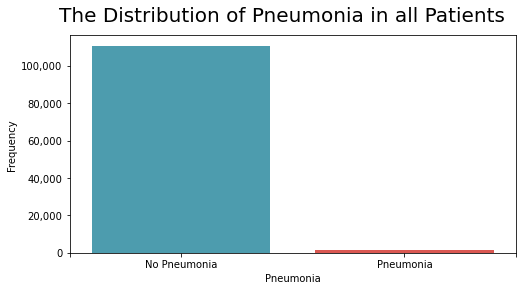 The Distribution of Pneumonia in all Patients
100,000
80,000
60,000
40,000
20,000
0
Frequency
No Pneumonia
Pneumonia
Pneumonia